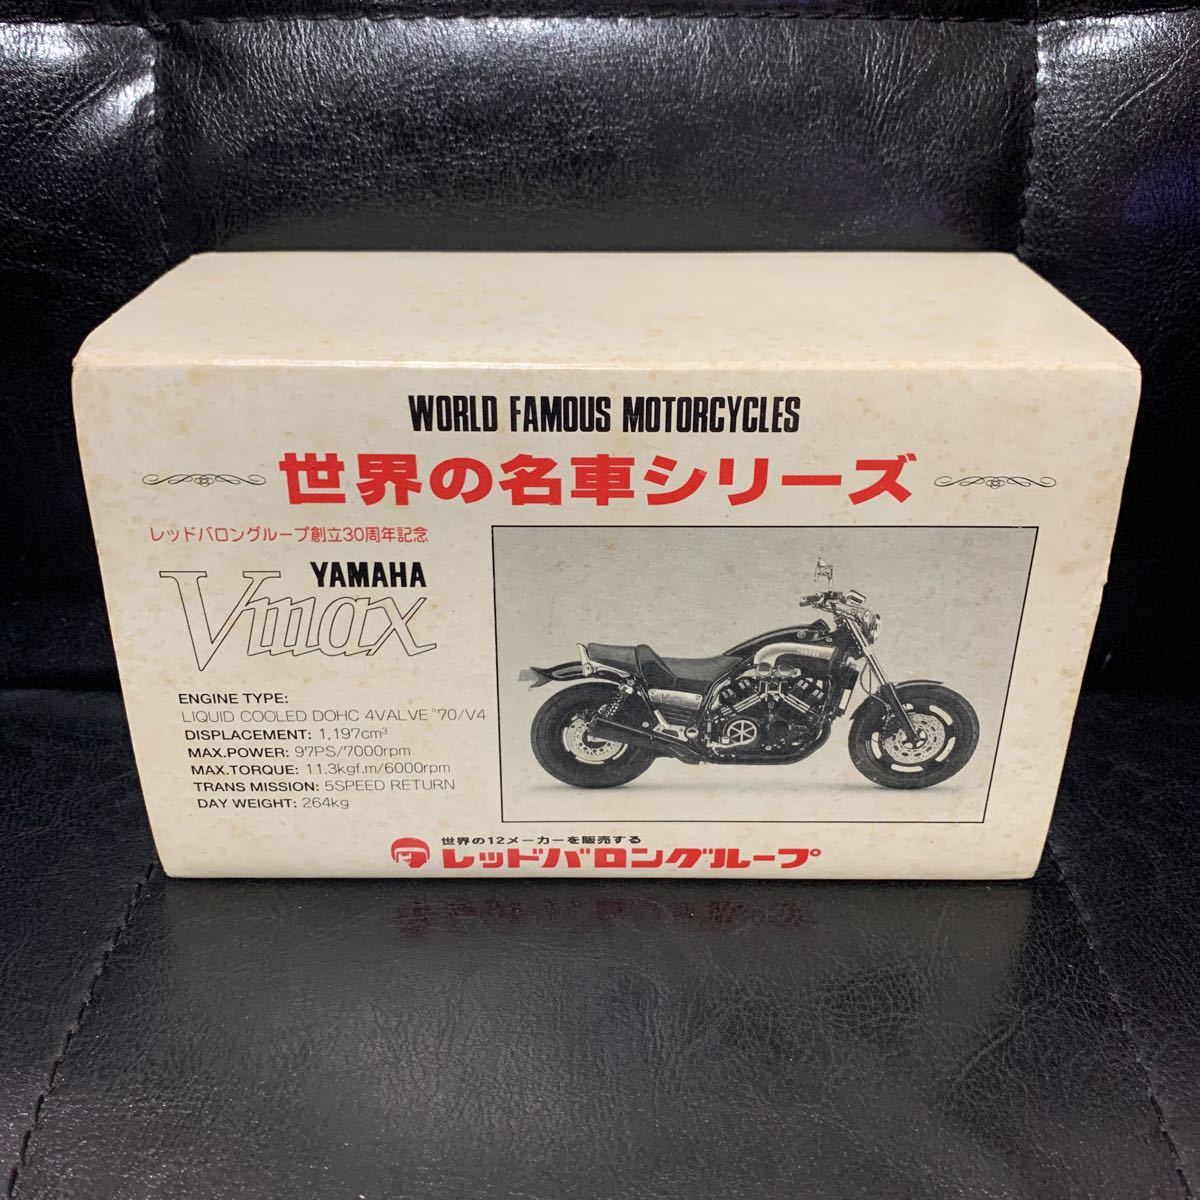 WORLD FAMOUS MOTORCYCLES
世界の名車シリーズ
レッドバロングループ創立30周年記念
YAMAHA
Vmax
ENGINE TYPE:
LIQUID COOLED DOHC 4VALVE °70/V4
DISPLACEMENT: 1,197cm³
MAX.POWER: 97PS/7000rpm
MAX.TORQUE: 11.3kgf.m/6000rpm
TRANS MISSION: 5SPEED RETURN
DAY WEIGHT: 264kg
世界の12メーカーを販売する
レッドバロングループ